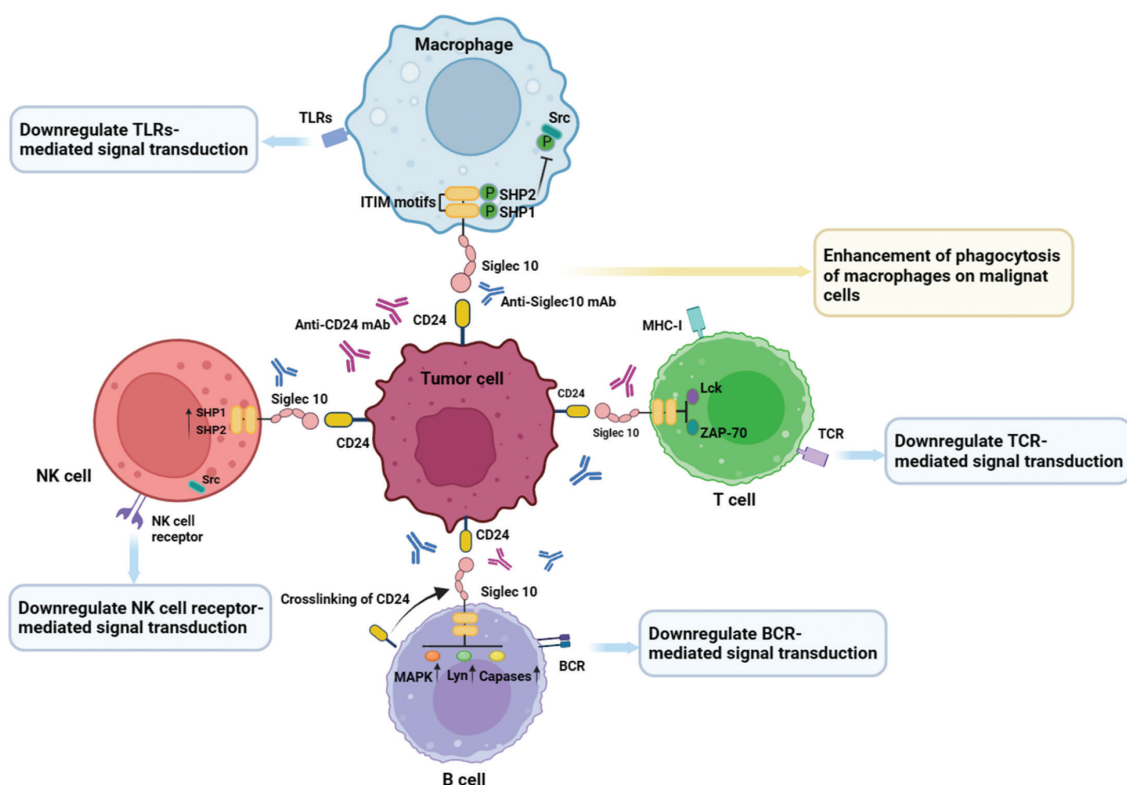 Macrophage
TLRs
Src
P
Downregulate TLRs-
mediated signal transduction
ITIM motifs
P
SHP2
P
SHP1
Siglec 10
Enhancement of phagocytosis
of macrophages on malignat
cells
Anti-Siglec10 mAb
Anti-CD24 mAb
CD24
MHC-I
Tumor cell
Siglec 10
CD24
Lck
SHP1
SHP2
CD24
Siglec 10
ZAP-70
TCR
Downregulate TCR-
mediated signal transduction
NK cell
Src
T cell
NK cell
receptor
CD24
Siglec 10
Crosslinking of CD24
Downregulate NK cell receptor-
mediated signal transduction
Downregulate BCR-
mediated signal transduction
BCR
MAPK
Lyn
Capases
B cell